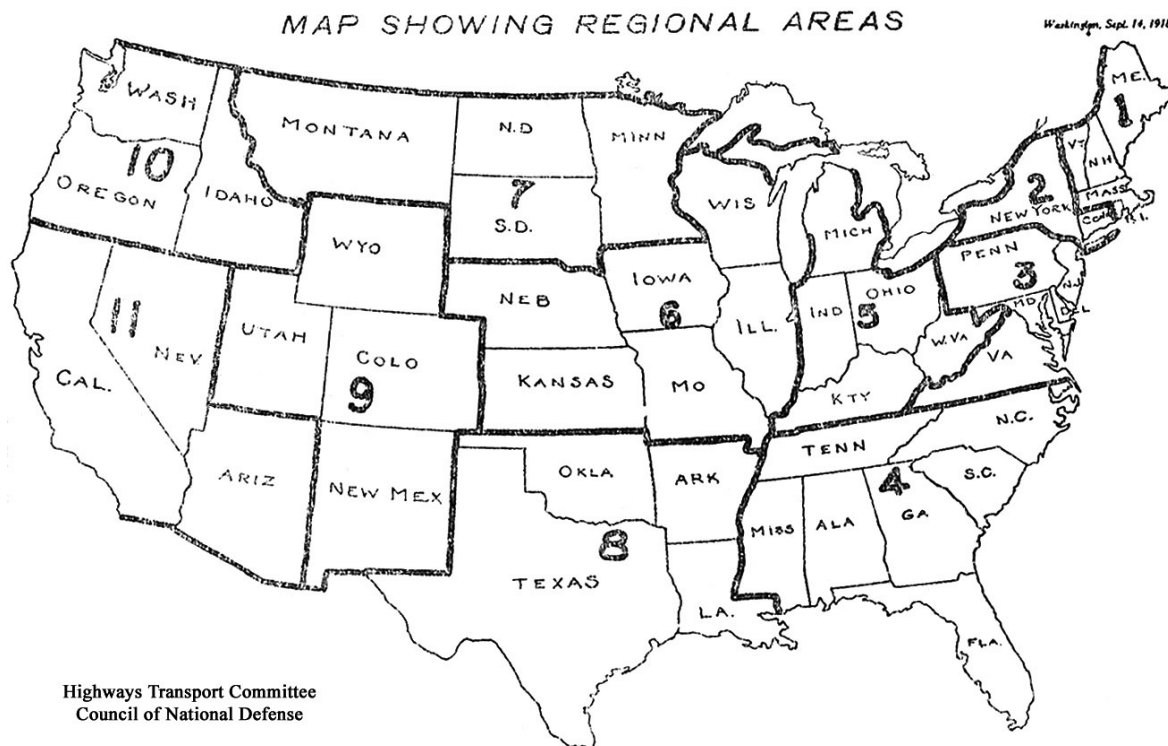 MAP SHOWING REGIONAL AREAS
Washington, Sept. 14, 1918
WASH
MONTANA
N.D
MINN
ME.
1
10
OREGON
IDAHO
7
S.D.
WIS
MICH
VT
NH
2
NEW YORK
MASS
CONN
R.I.
WYO
IOWA
6
PENN
3
N.J.
NEB
OHIO
5
IND
ILL.
MD
DEL
W.VA
VA
11
NEV.
UTAH
COLO
9
KANSAS
MO
KTY
CAL.
N.C.
TENN
ARIZ
NEW MEX
OKLA
ARK
4
S.C.
GA
MISS
ALA
8
TEXAS
LA.
FLA.
Highways Transport Committee
Council of National Defense